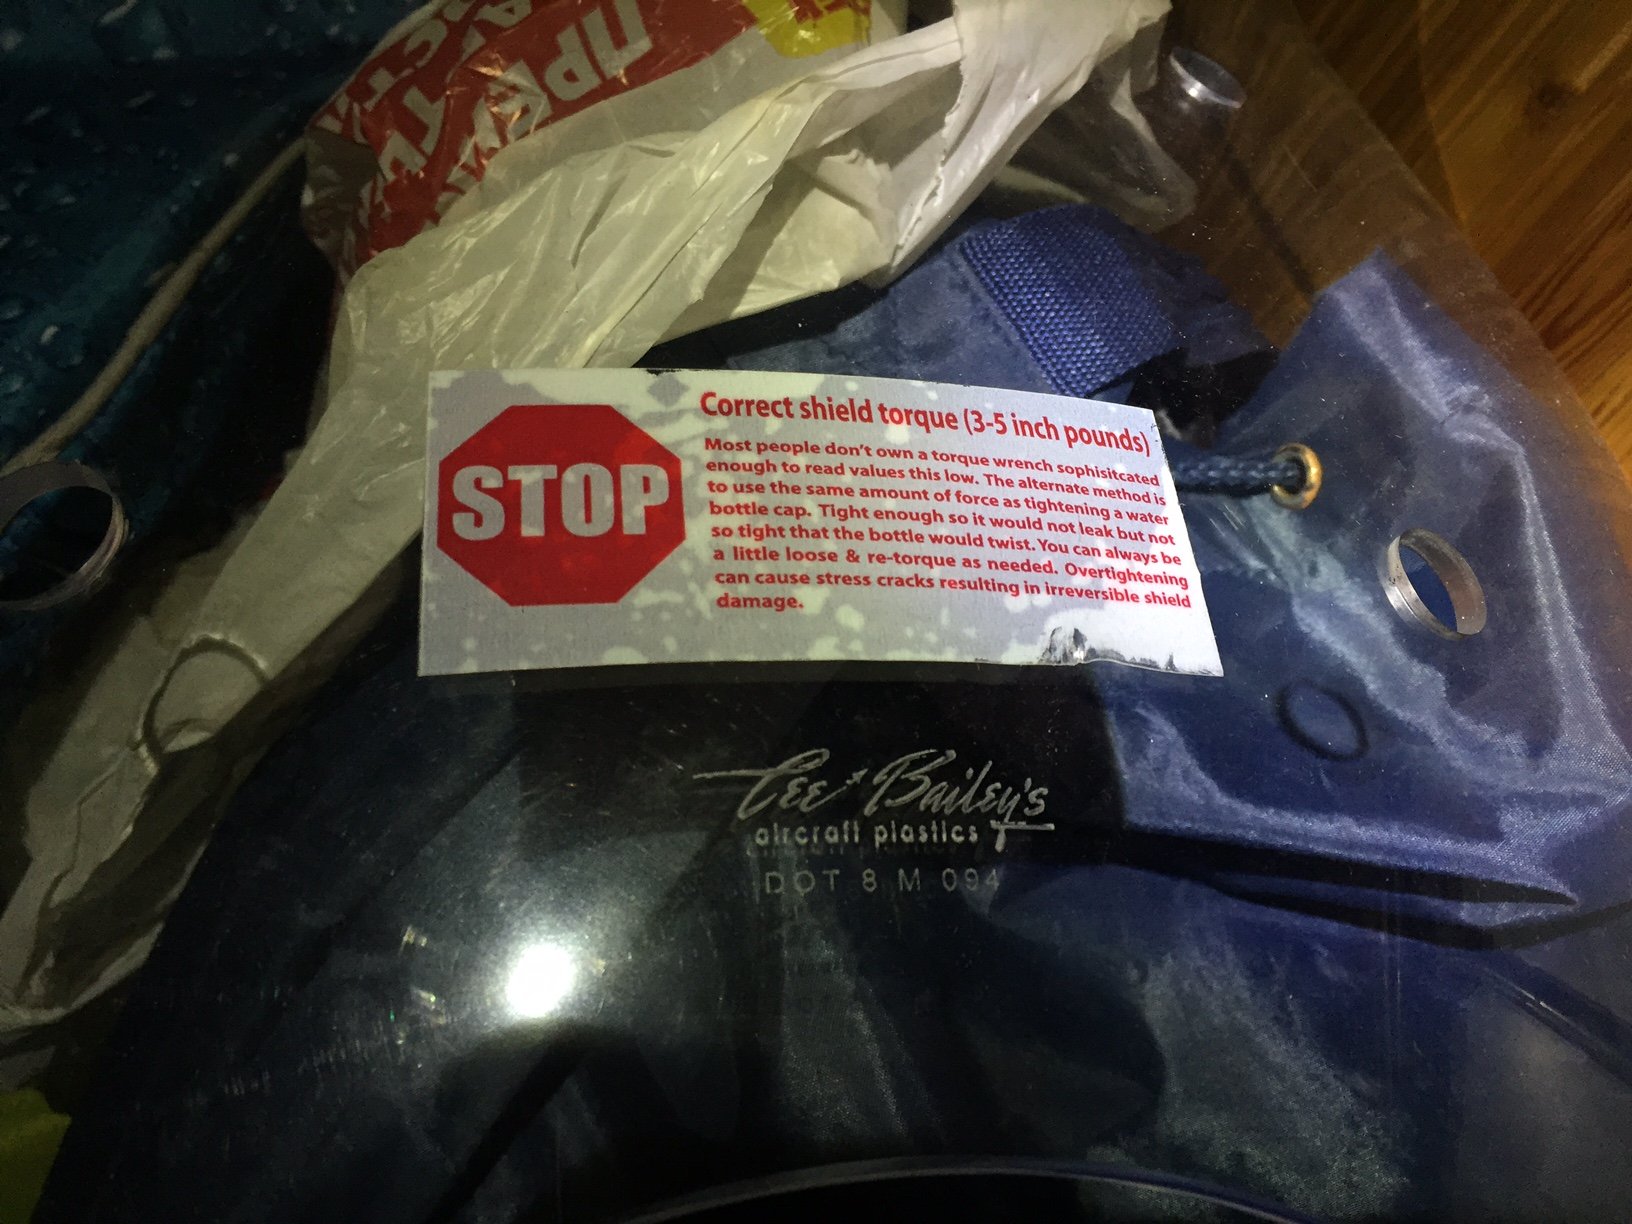 STOP
Correct shield torque (3-5 inch pounds)
Most people don't own a torque wrench sophisitcated
enough to read values this low. The alternate method is
to use the same amount of force as tightening a water
bottle cap. Tight enough so it would not leak but not
so tight that the bottle would twist. You can always be
a little loose & re-torque as needed. Overtightening
can cause stress cracks resulting in irreversible shield
damage.
Cee Bailey's
aircraft plastics
DOT 8 M 094